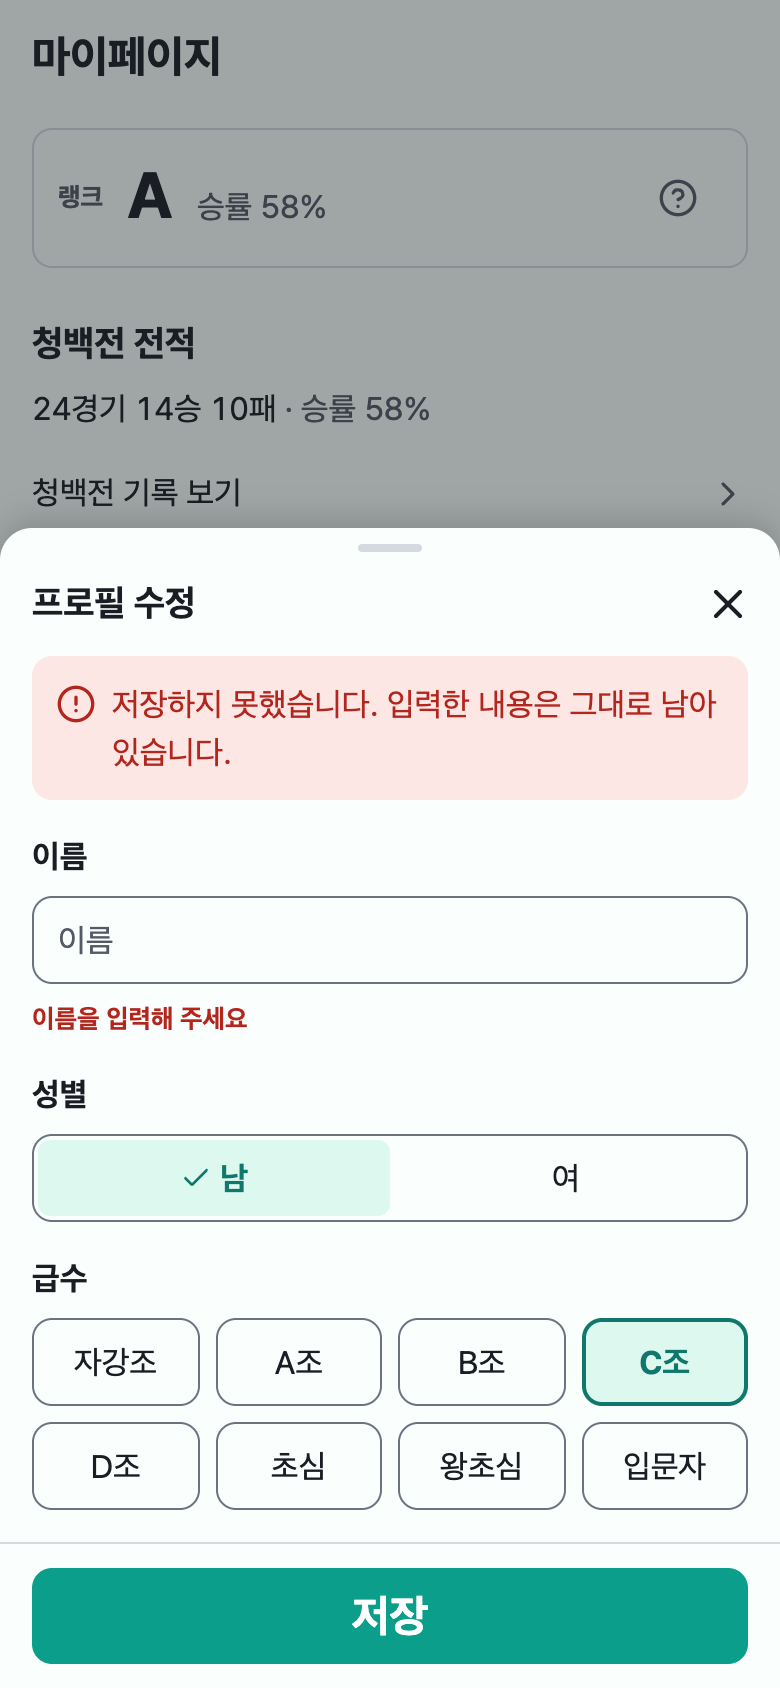 마이페이지
랭크 A 승률 58%
청백전 전적
24경기 14승 10패 · 승률 58%
청백전 기록 보기
프로필 수정
저장하지 못했습니다. 입력한 내용은 그대로 남아
있습니다.
이름
이름
이름을 입력해 주세요
성별
남 여
급수
자강조 A조 B조 C조
D조 초심 왕초심 입문자
저장